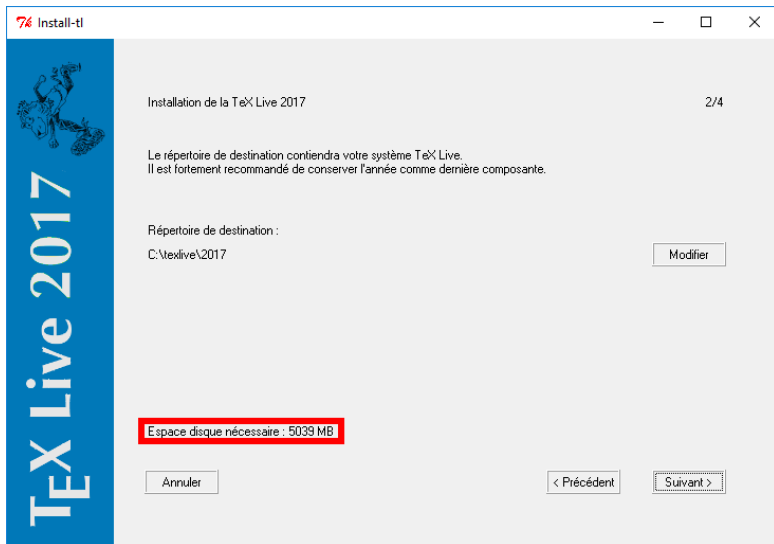 Install-tl
Installation de la TeX Live 2017
2/4
Le répertoire de destination contiendra votre système TeX Live.
Il est fortement recommandé de conserver l'année comme dernière composante.
Répertoire de destination :
C:\texlive\2017
Modifier
Espace disque nécessaire : 5039 MB
Annuler
< Précédent
Suivant >
TEX Live 2017